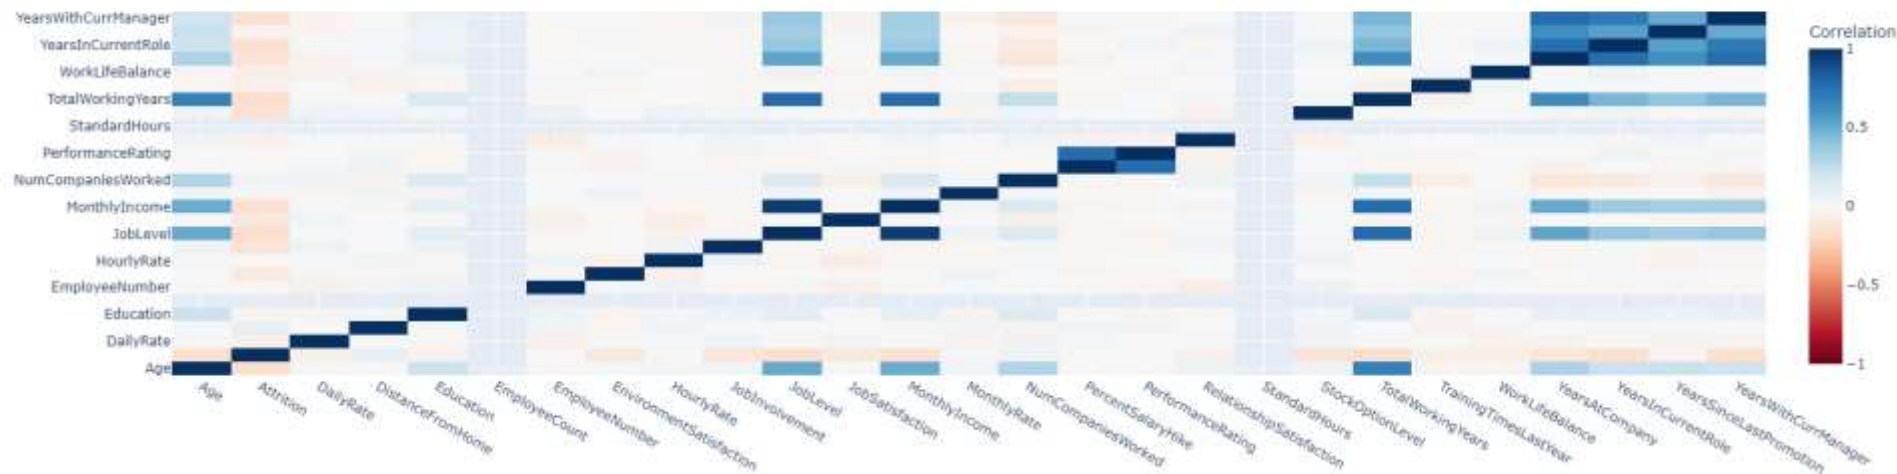 YearsWithCurrManager
YearsInCurrentRole
WorkLifeBalance
TotalWorkingYears
StandardHours
PerformanceRating
NumCompaniesWorked
MonthlyIncome
JobLevel
HourlyRate
EmployeeNumber
Education
DailyRate
Age
Age
Attrition
DailyRate
DistanceFromHome
Education
EmployeeCount
EmployeeNumber
EnvironmentSatisfaction
HourlyRate
JobInvolvement
JobLevel
JobSatisfaction
MonthlyIncome
MonthlyRate
NumCompaniesWorked
PercentSalaryHike
PerformanceRating
RelationshipSatisfaction
StandardHours
StockOptionLevel
TotalWorkingYears
TrainingTimesLastYear
WorkLifeBalance
YearsAtCompany
YearsInCurrentRole
YearsSinceLastPromotion
YearsWithCurrManager
Correlation
1
0.5
0
−0.5
−1